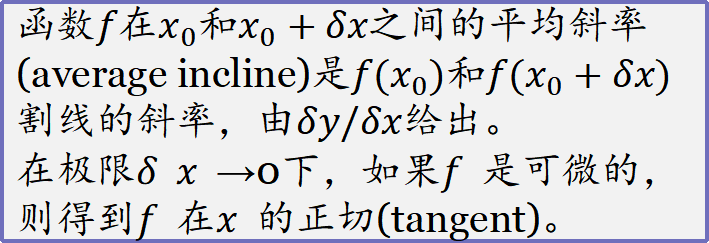 函数𝑓在𝑥₀和𝑥₀ + 𝛿𝑥之间的平均斜率
(average incline)是𝑓(𝑥₀)和𝑓(𝑥₀ + 𝛿𝑥)
割线的斜率，由𝛿𝑦/𝛿𝑥给出。
在极限𝛿 𝑥 →0下，如果𝑓 是可微的，
则得到𝑓 在𝑥 的正切(tangent)。